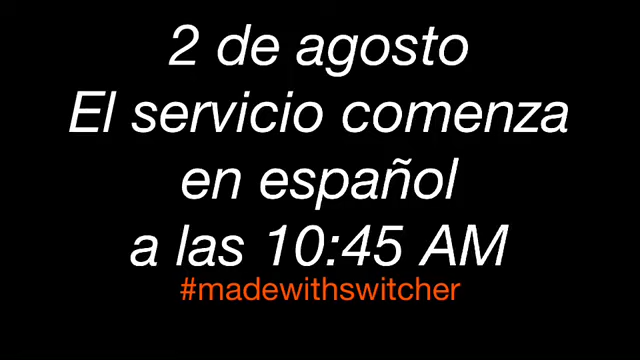 2 de agosto
El servicio comenza
en español
a las 10:45 AM
#madewithswitcher